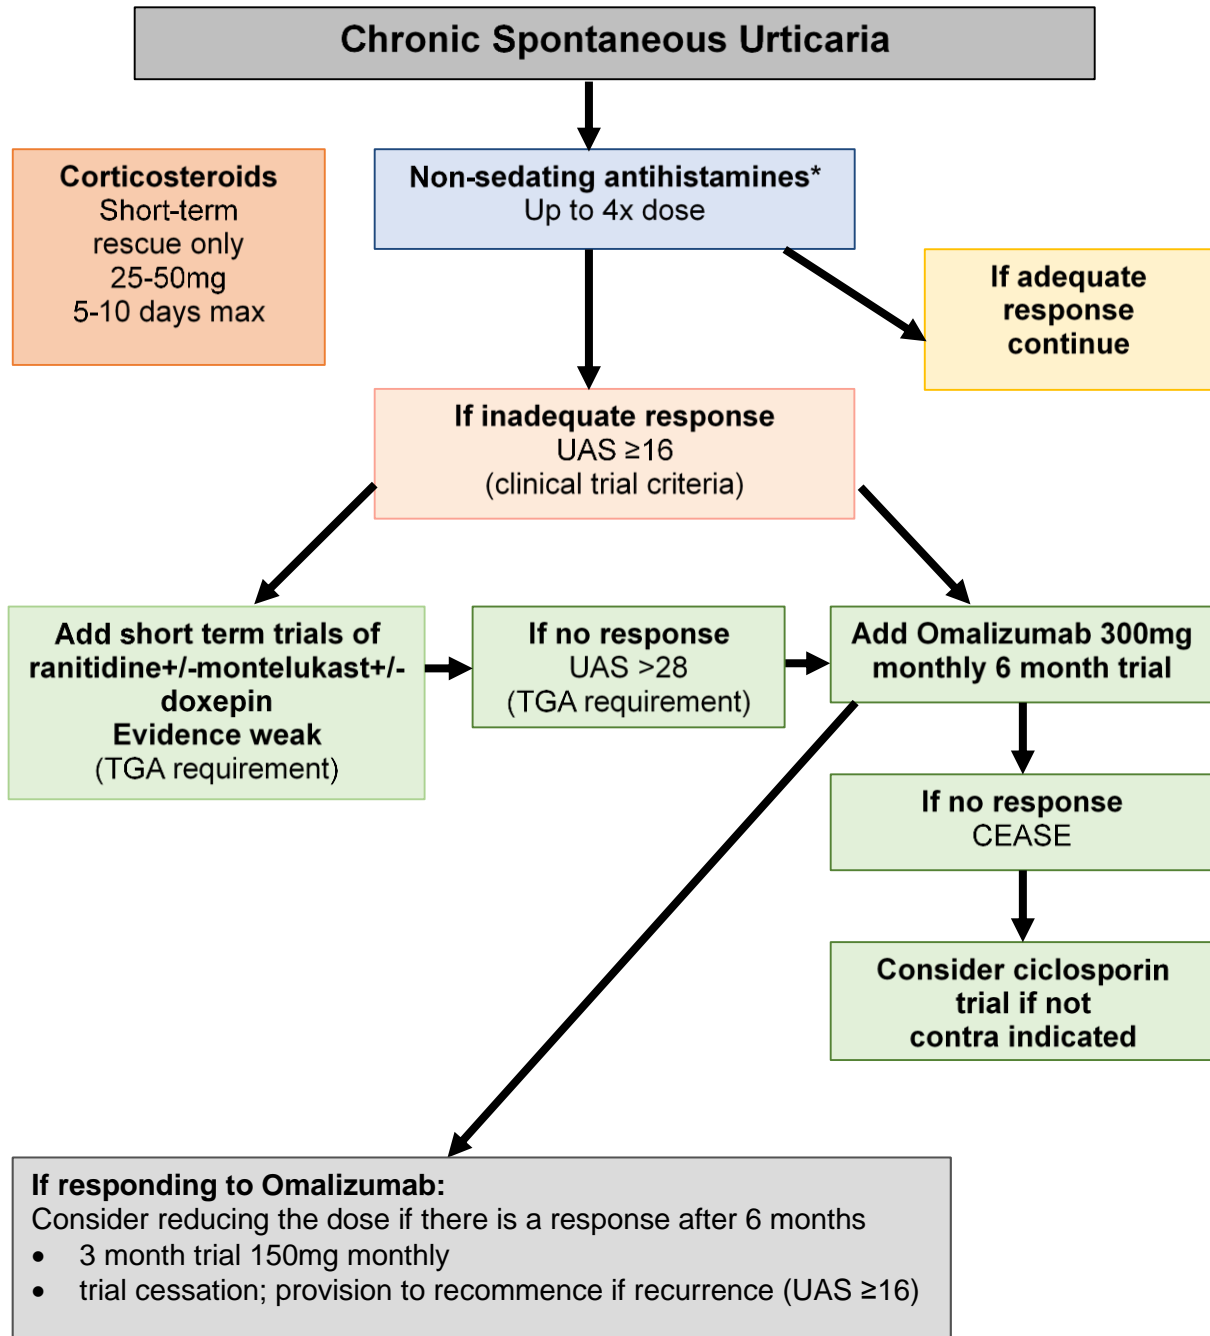 Chronic Spontaneous Urticaria
Corticosteroids
Short-term
rescue only
25-50mg
5-10 days max
Non-sedating antihistamines*
Up to 4x dose
If adequate
response
continue
If inadequate response
UAS ≥16
(clinical trial criteria)
Add short term trials of
ranitidine+/-montelukast+/-
doxepin
Evidence weak
(TGA requirement)
If no response
UAS >28
(TGA requirement)
Add Omalizumab 300mg
monthly 6 month trial
If no response
CEASE
Consider ciclosporin
trial if not
contra indicated
If responding to Omalizumab:
Consider reducing the dose if there is a response after 6 months
• 3 month trial 150mg monthly
• trial cessation; provision to recommence if recurrence (UAS ≥16)